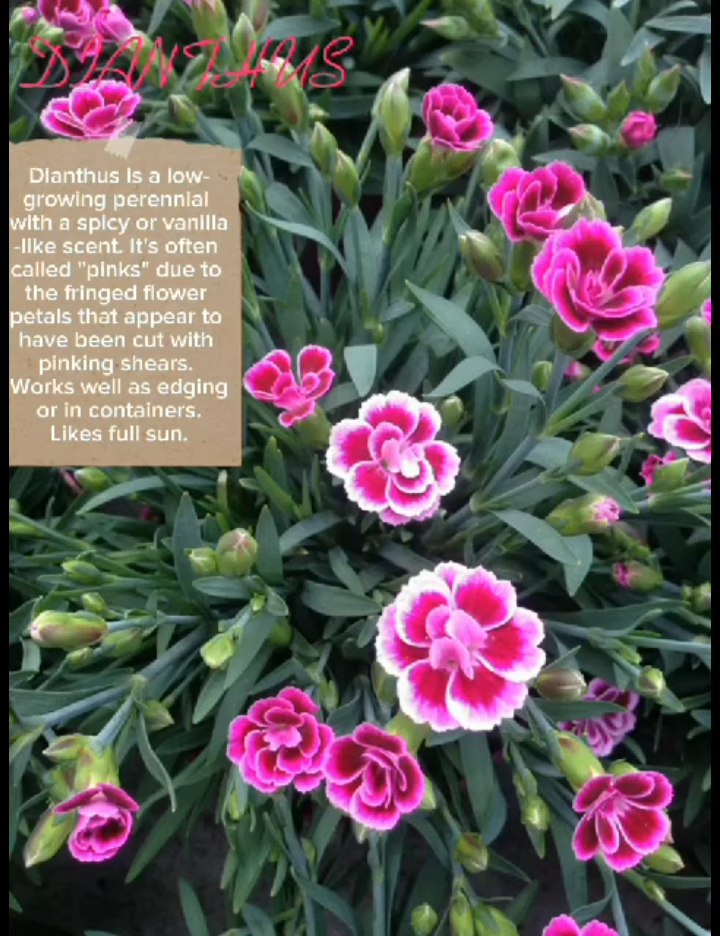 DIANTHUS
Dianthus is a low-
growing perennial
with a spicy or vanilla
-like scent. It's often
called "pinks" due to
the fringed flower
petals that appear to
have been cut with
pinking shears.
Works well as edging
or in containers.
Likes full sun.